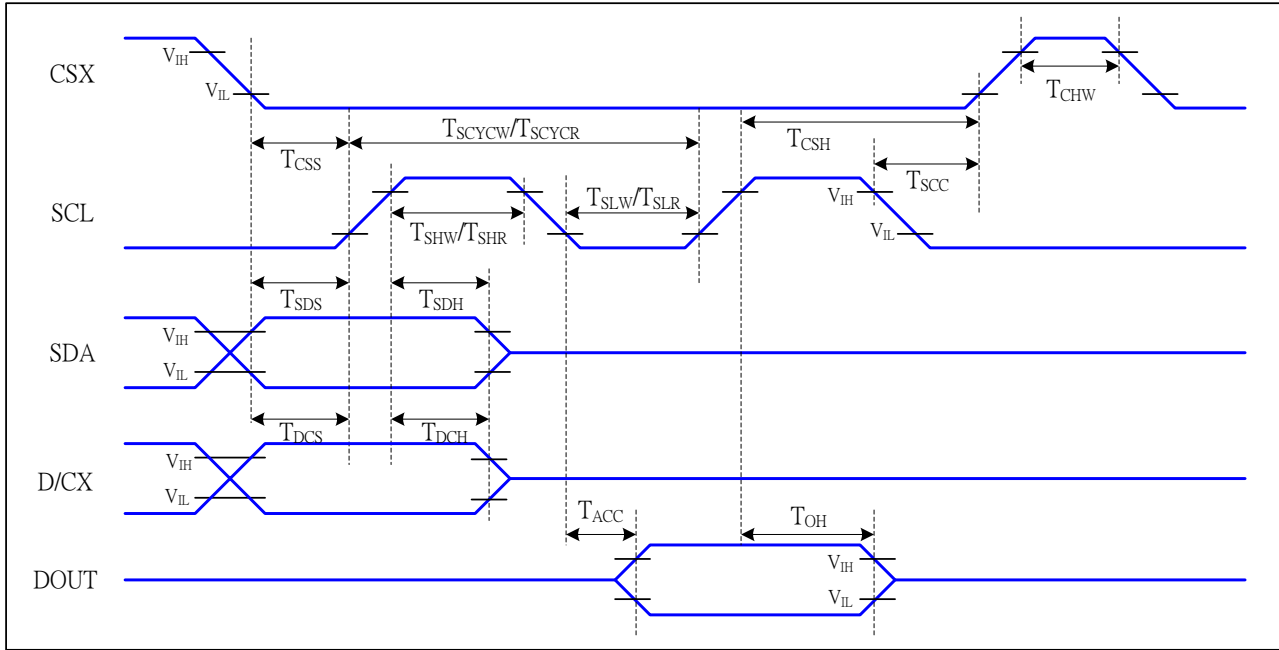 CSX
VIH
VIL
TCHW
TSCYCW/TSCYCR
TCSS
TCSH
TSCC
SCL
TSLW/TSLR
VIH
TSHW/TSHR
VIL
TSDS
TSDH
SDA
VIH
VIL
TDCS
TDCH
D/CX
VIH
VIL
TACC
TOH
DOUT
VIH
VIL